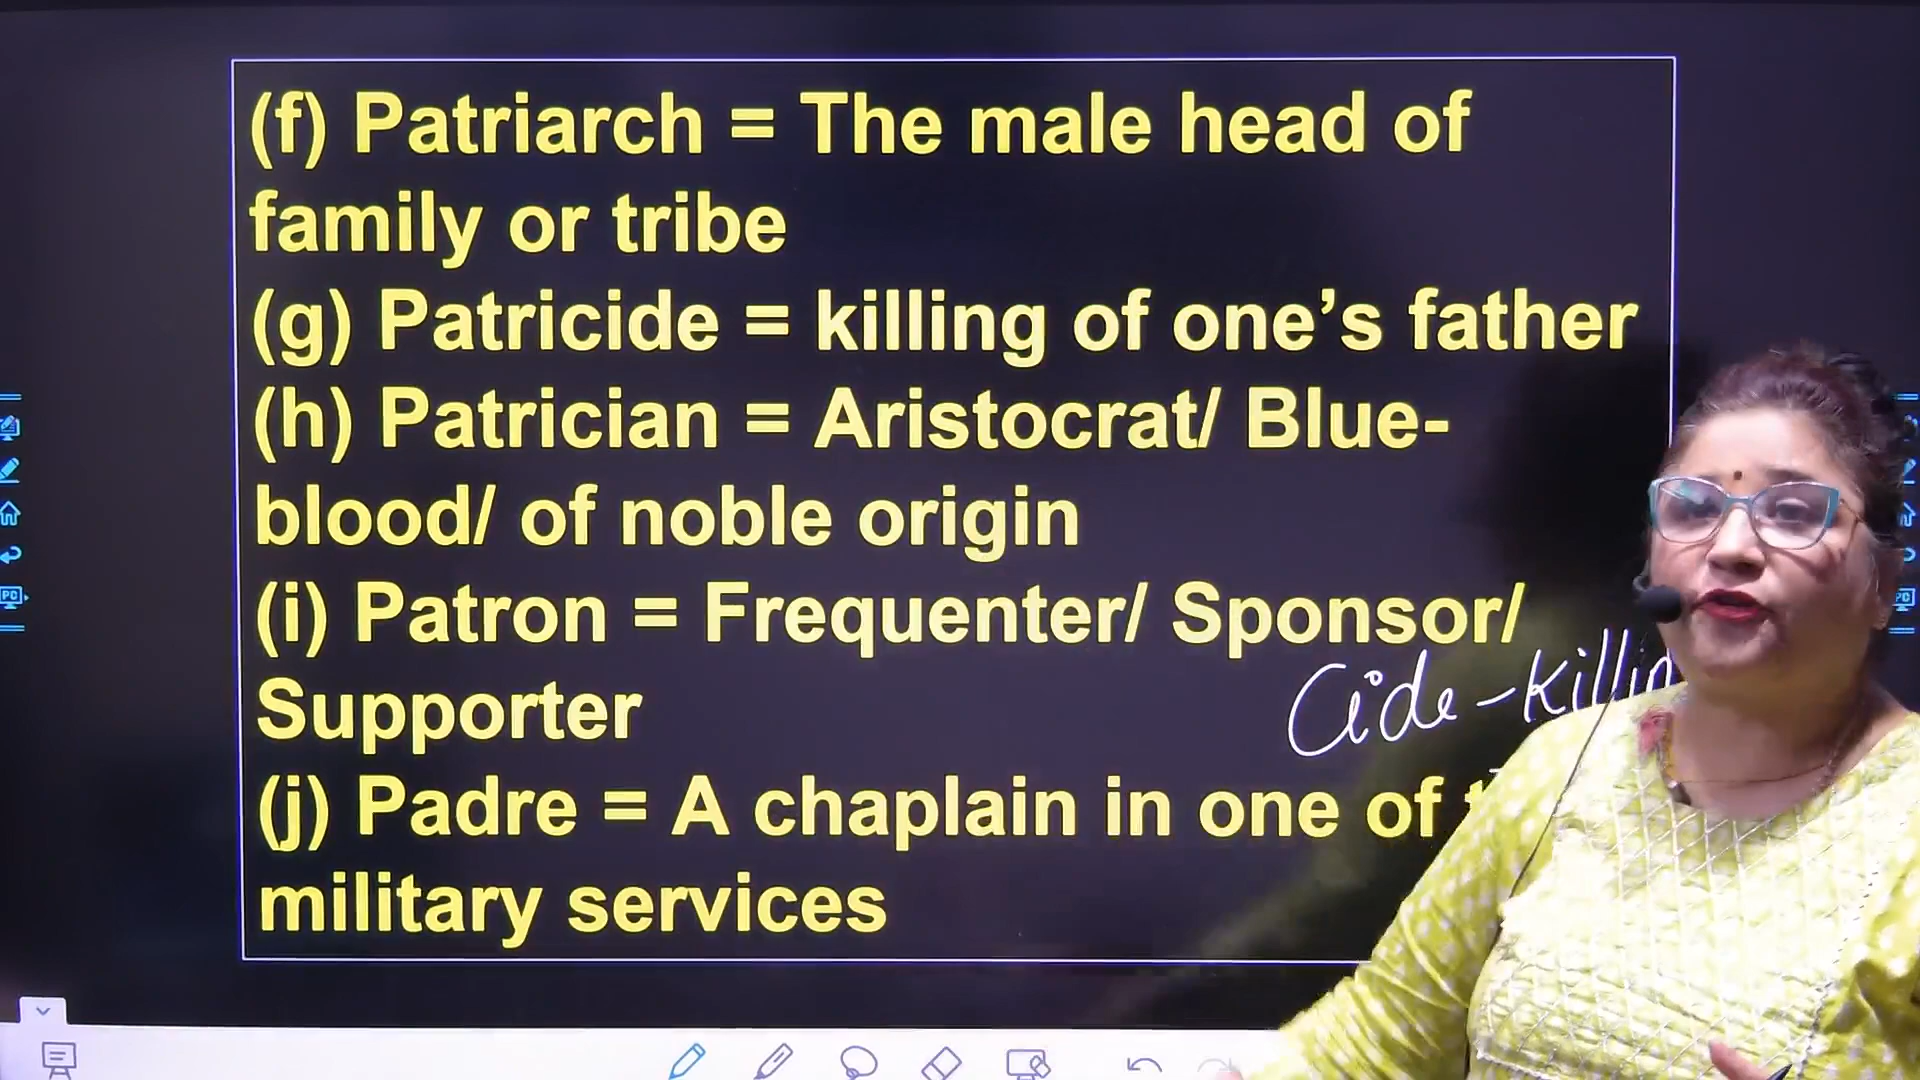 (f) Patriarch = The male head of
family or tribe
(g) Patricide = killing of one’s father
(h) Patrician = Aristocrat/ Blue-
blood/ of noble origin
(i) Patron = Frequenter/ Sponsor/
Supporter
Cide -
(j) Padre = A chaplain in one of
military services
PC